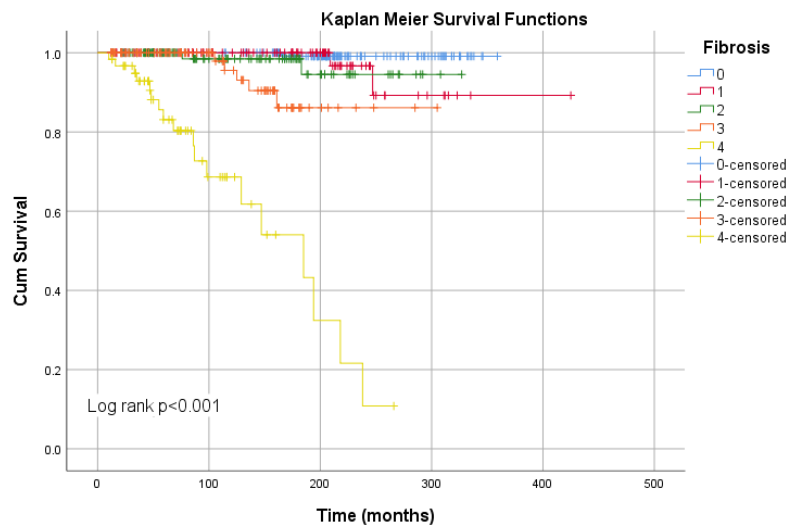 Kaplan Meier Survival Functions
Fibrosis
0
1
2
3
4
0-censored
1-censored
2-censored
3-censored
4-censored
Cum Survival
1.0
0.8
0.6
0.4
0.2
0.0
Log rank p<0.001
0 100 200 300 400 500
Time (months)